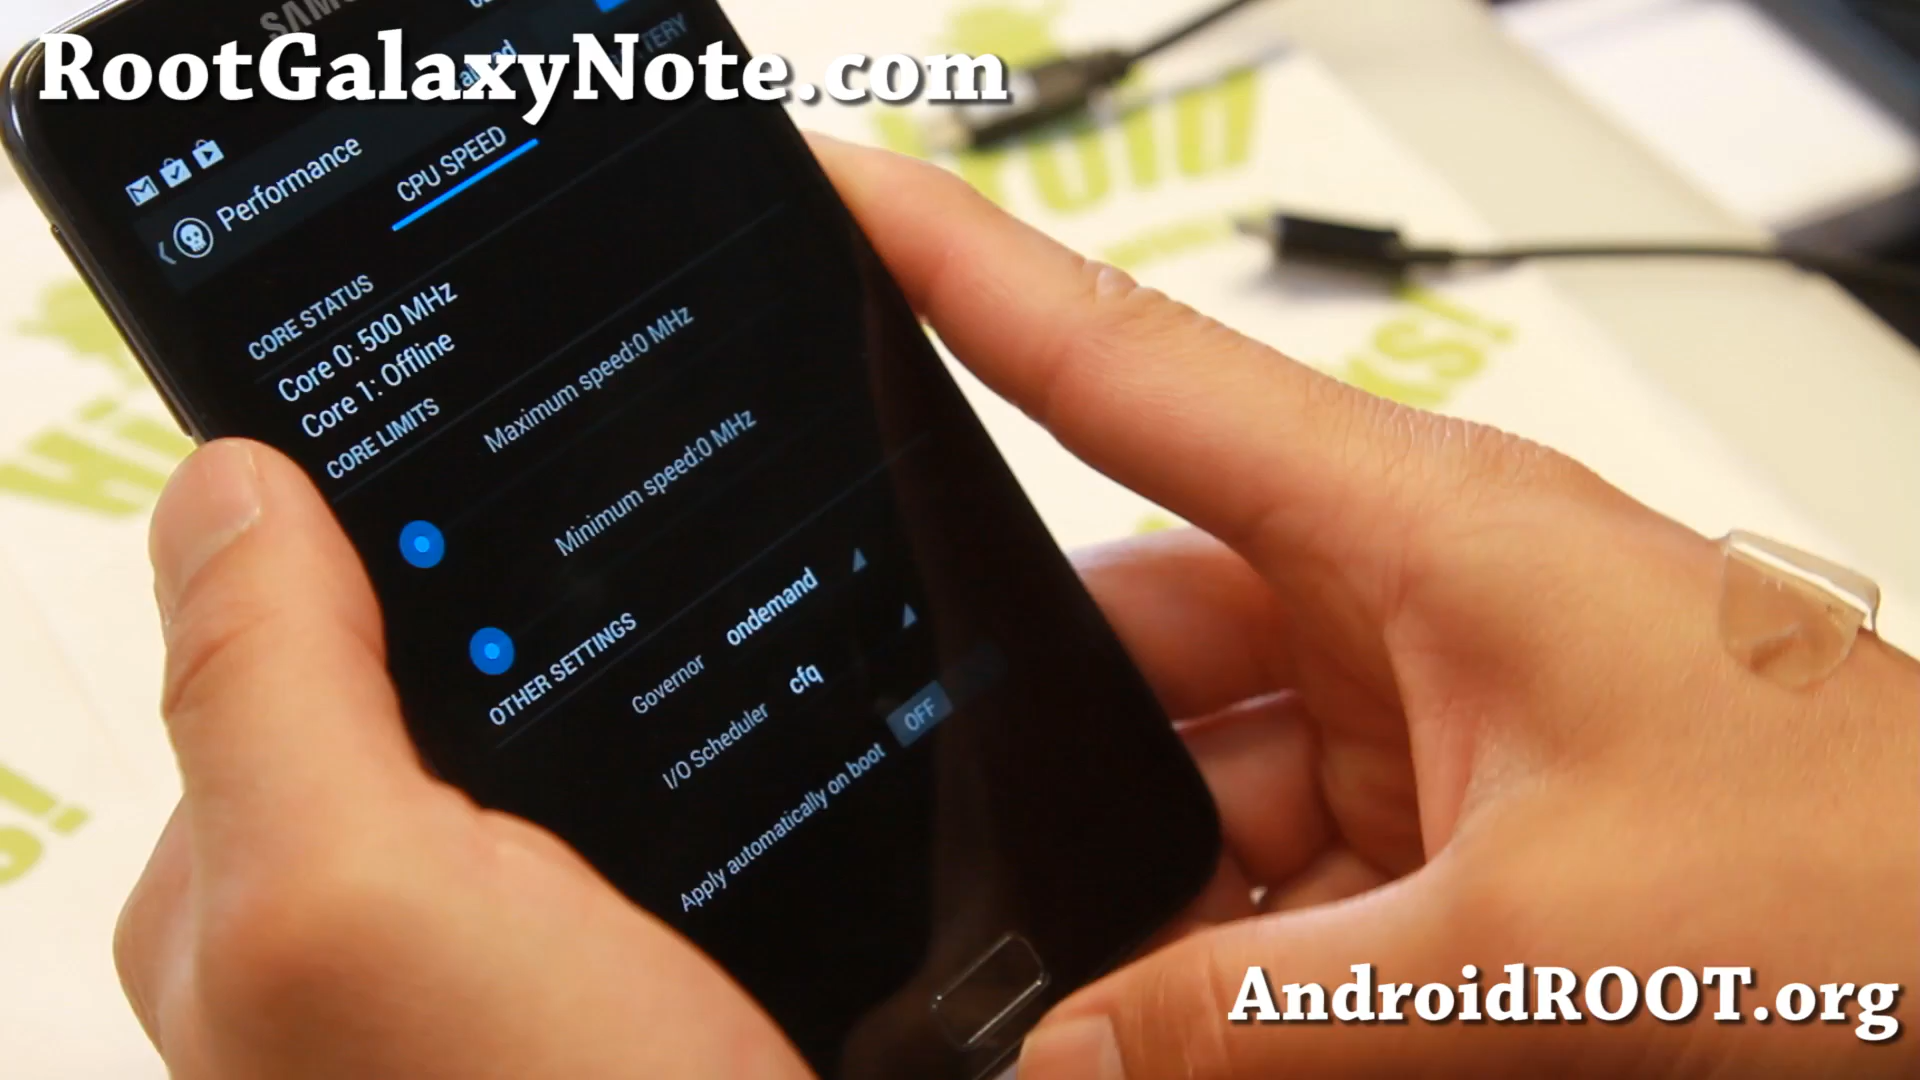 SAMS
RootGalaxyNote.com
Performance
CPU SPEED
CORE STATUS
Core 0: 500 MHz
Core 1: Offline
CORE LIMITS
Maximum speed:0 MHz
Minimum speed:0 MHz
OTHER SETTINGS
Governor ondemand
I/O Scheduler cfq
Apply automatically on boot OFF
AndroidROOT.org